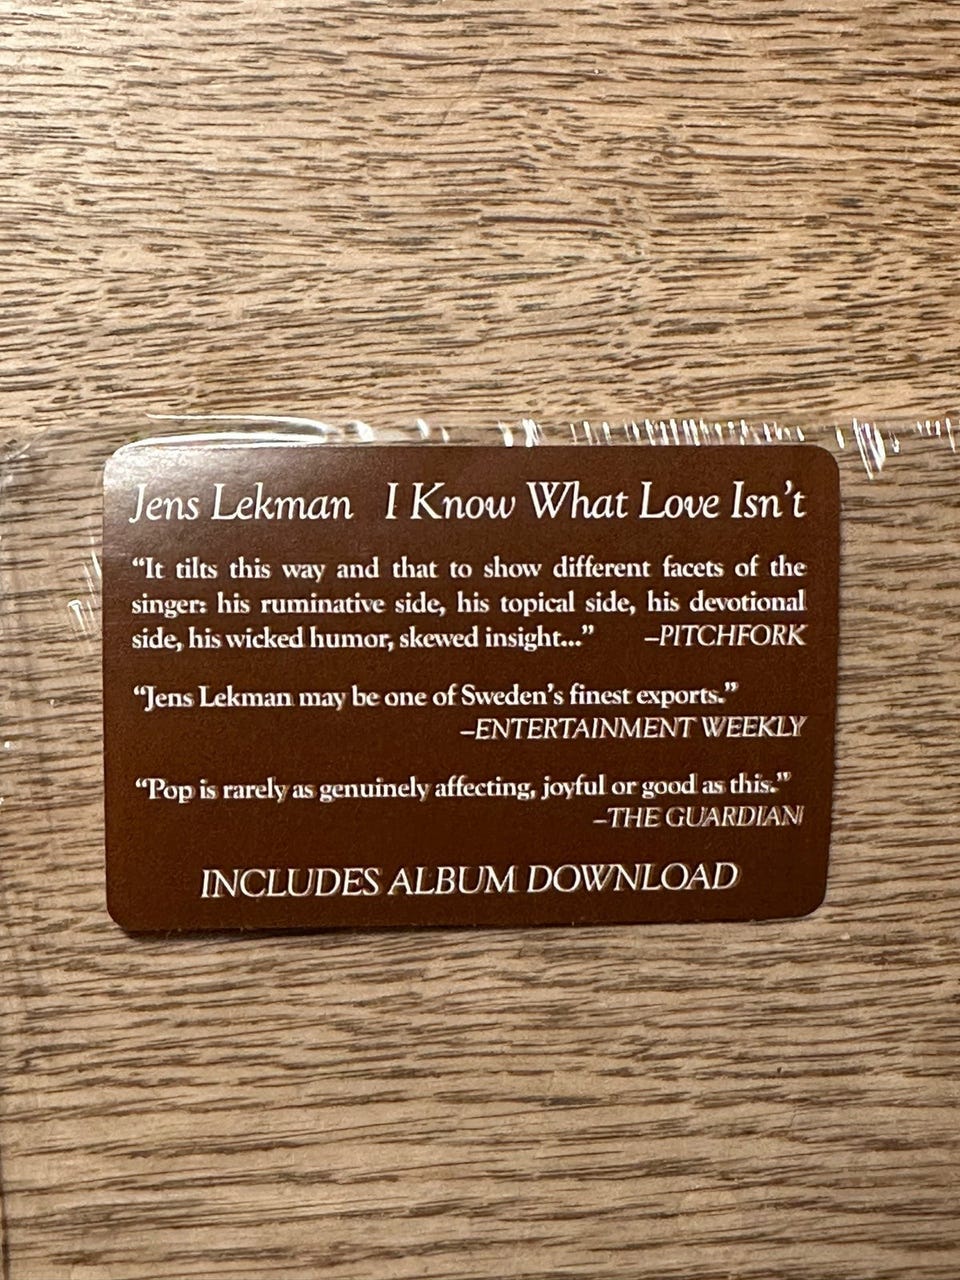 Jens Lekman I Know What Love Isn't
“It tilts this way and that to show different facets of the
singer: his ruminative side, his topical side, his devotional
side, his wicked humor, skewed insight...” –PITCHFORK
“Jens Lekman may be one of Sweden's finest exports.”
–ENTERTAINMENT WEEKLY
“Pop is rarely as genuinely affecting, joyful or good as this.”
–THE GUARDIAN
INCLUDES ALBUM DOWNLOAD